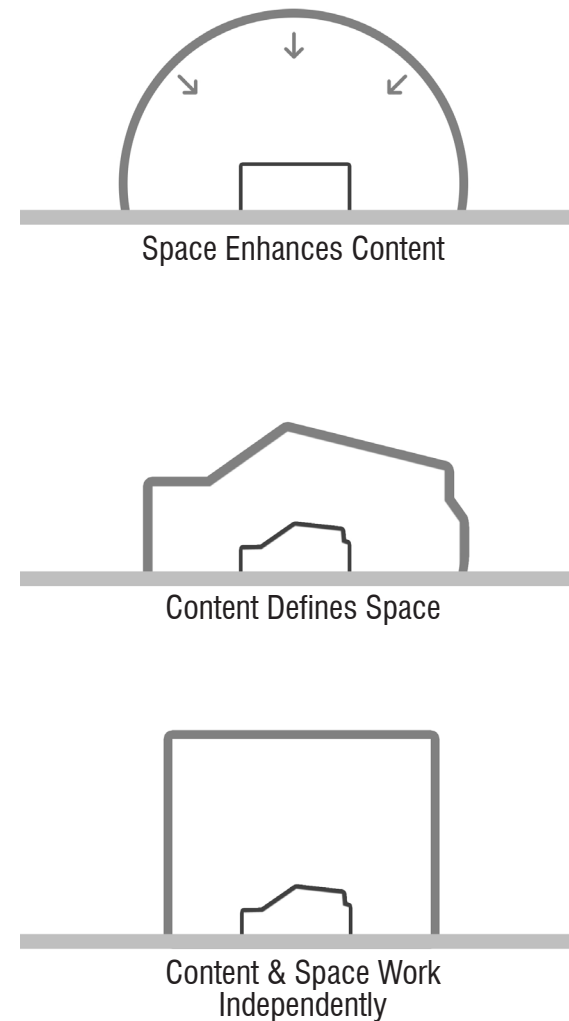 Space Enhances Content
Content Defines Space
Content & Space Work
Independently